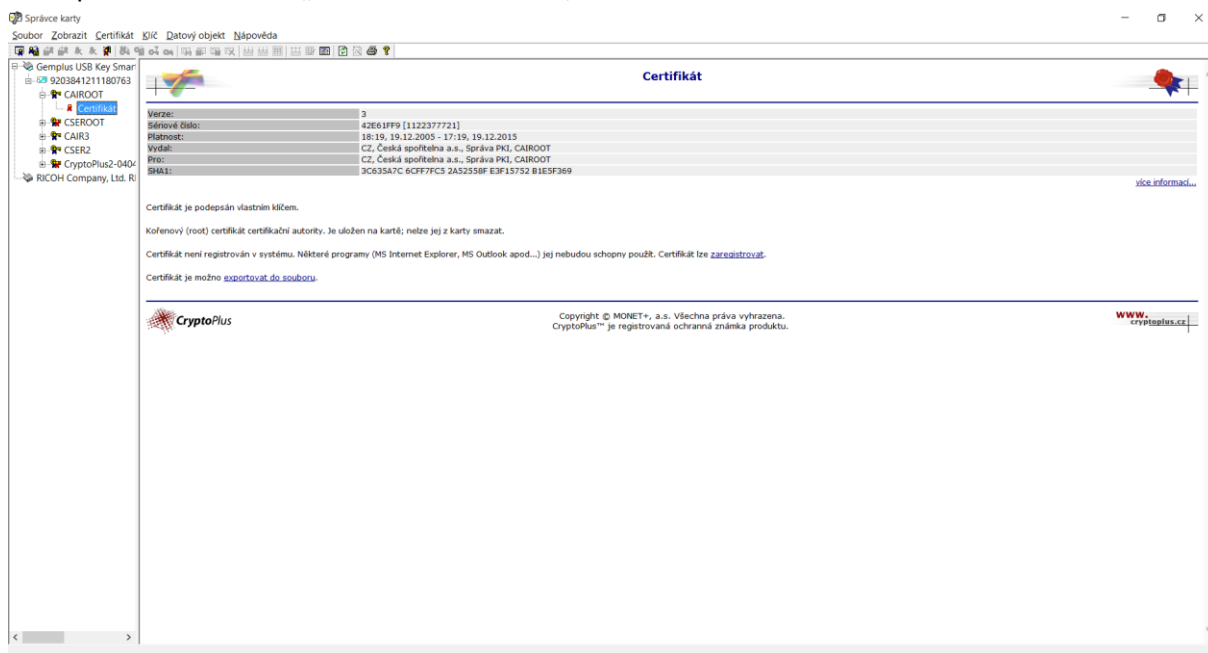 Správce karty
Soubor Zobrazit Certifikát Klíč Datový objekt Nápověda
Gemplus USB Key Smar
9203841211180763
CAIROOT
Certifikát
CSEROOT
CAIR3
CSER2
CryptoPlus2-040
RICOH Company, Ltd. RI
Certifikát
Verze: 3
Sériové číslo: 42E61FF9 [1122377721]
Platnost: 18:19, 19.12.2005 - 17:19, 19.12.2015
Vydal: CZ, Česká spořitelna a.s., Správa PKI, CAIROOT
Pro: CZ, Česká spořitelna a.s., Správa PKI, CAIROOT
SHA1: 3C635A7C 6CFF7FC5 2A52558F E3F15752 B1E5F369
více informací...
Certifikát je podepsán vlastním klíčem.
Kořenový (root) certifikát certifikační autority. Je uložen na kartě; nelze jej z karty smazat.
Certifikát není registrován v systému. Některé programy (MS Internet Explorer, MS Outlook apod...) jej nebudou schopny použít. Certifikát lze zaregistrovat.
Certifikát je možno exportovat do souboru.
CryptoPlus
Copyright © MONET+, a.s. Všechna práva vyhrazena.
CryptoPlus™ je registrovaná ochranná známka produktu.
www.
cryptoplus.cz